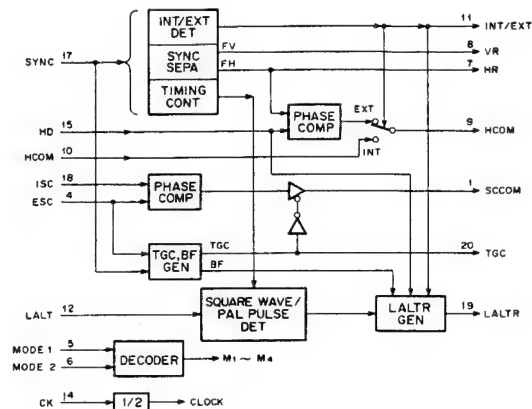 INT/EXT
DET
SYNC
SEPA
TIMING
CONT
SYNC 17
FV
FH
11 INT/EXT
8 VR
7 HR
HD 15
PHASE
COMP
EXT
INT
9 HCOM
HCOM 10
ISC 18
ESC 4
PHASE
COMP
1 SCCOM
TGC, BF
GEN
TGC
BF
20 TGC
LALT 12
SQUARE WAVE/
PAL PULSE
DET
LALTR
GEN
19 LALTR
MODE 1 5
MODE 2 6
DECODER
M1 ~ M4
CK 14
1/2
CLOCK